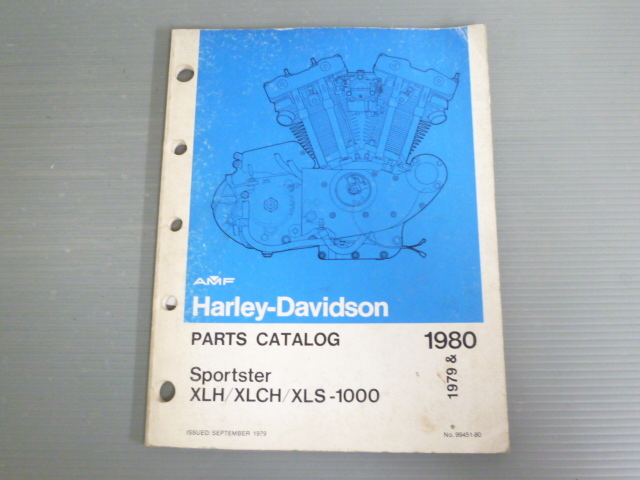 AMF
Harley-Davidson
PARTS CATALOG
1980
1979 &
Sportster
XLH/XLCH/XLS-1000
ISSUED SEPTEMBER 1979
No. 99451-80